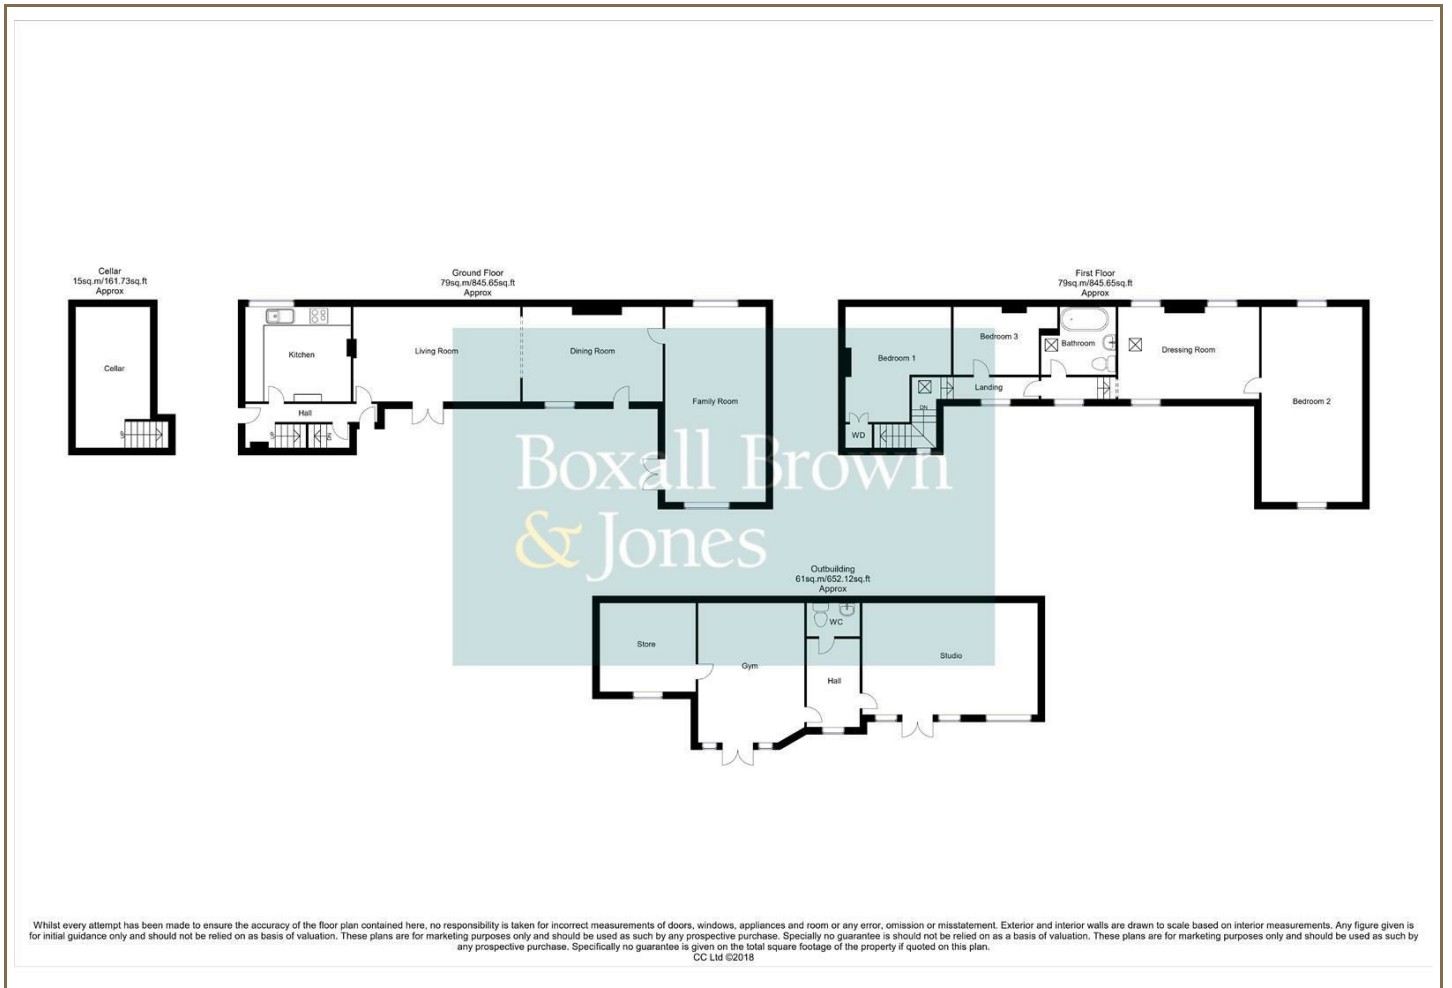 Cellar
15sq.m/161.73sq.ft
Approx
Ground Floor
79sq.m/845.65sq.ft
Approx
First Floor
79sq.m/845.65sq.ft
Approx
Cellar
UP
Kitchen
Living Room
Dining Room
Family Room
Hall
UP
DN
Bedroom 1
Bedroom 3
Bathroom
Dressing Room
Bedroom 2
Landing
DN
WD
Boxall Brown
& Jones
Outbuilding
61sq.m/652.12sq.ft
Approx
Store
Gym
WC
Hall
Studio
Whilst every attempt has been made to ensure the accuracy of the floor plan contained here, no responsibility is taken for incorrect measurements of doors, windows, appliances and room or any error, omission or misstatement. Exterior and interior walls are drawn to scale based on interior measurements. Any figure given is
for initial guidance only and should not be relied on as basis of valuation. These plans are for marketing purposes only and should be used as such by any prospective purchase. Specially no guarantee is should not be relied on as a basis of valuation. These plans are for marketing purposes only and should be used as such by
any prospective purchase. Specifically no guarantee is given on the total square footage of the property if quoted on this plan.
CC Ltd ©2018